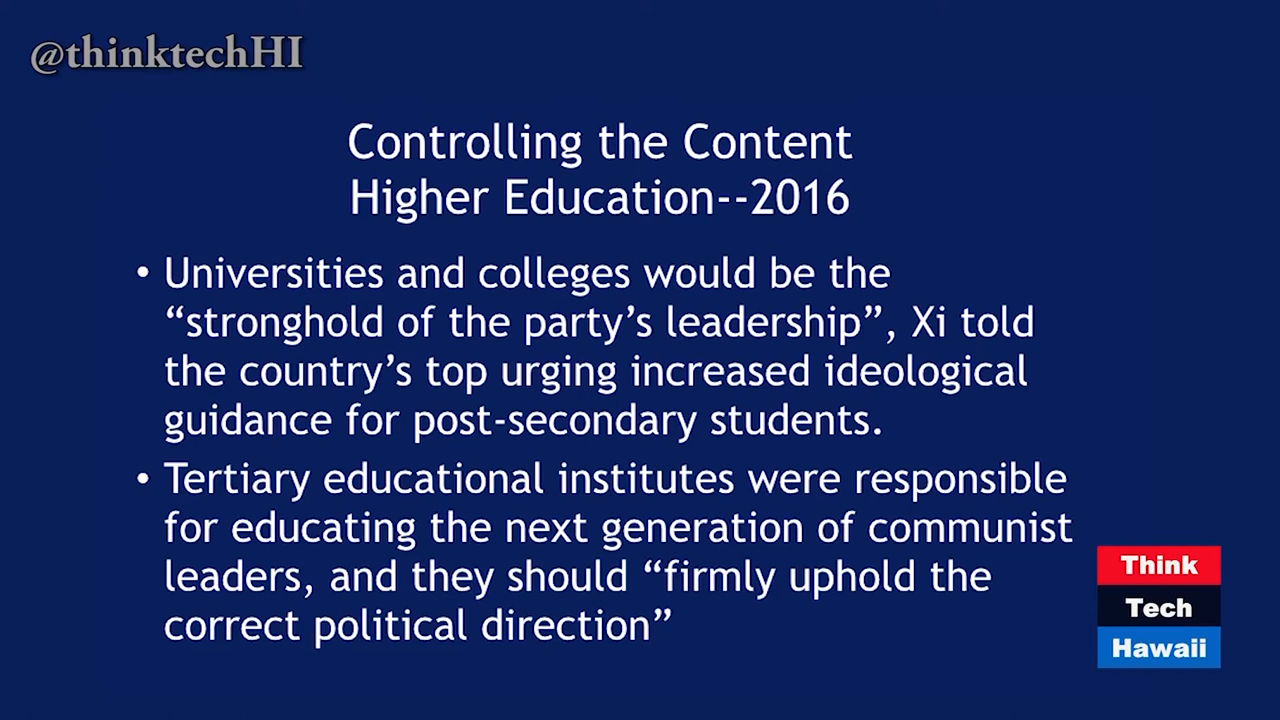 @thinktechHI
Controlling the Content
Higher Education--2016
• Universities and colleges would be the
“stronghold of the party’s leadership”, Xi told
the country’s top urging increased ideological
guidance for post-secondary students.
• Tertiary educational institutes were responsible
for educating the next generation of communist
leaders, and they should “firmly uphold the
correct political direction”
Think
Tech
Hawaii